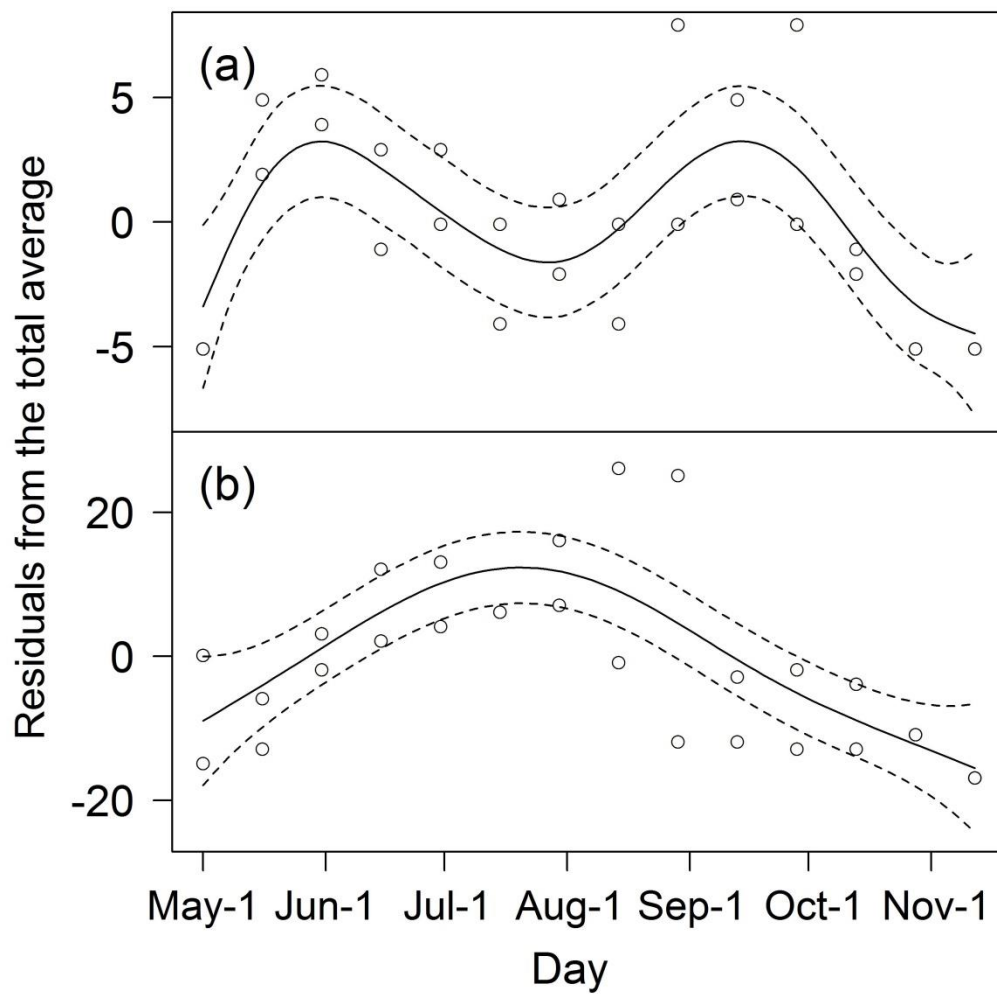 Residuals from the total average
(a)
5
0
-5
(b)
20
0
-20
May-1 Jun-1 Jul-1 Aug-1 Sep-1 Oct-1 Nov-1
Day